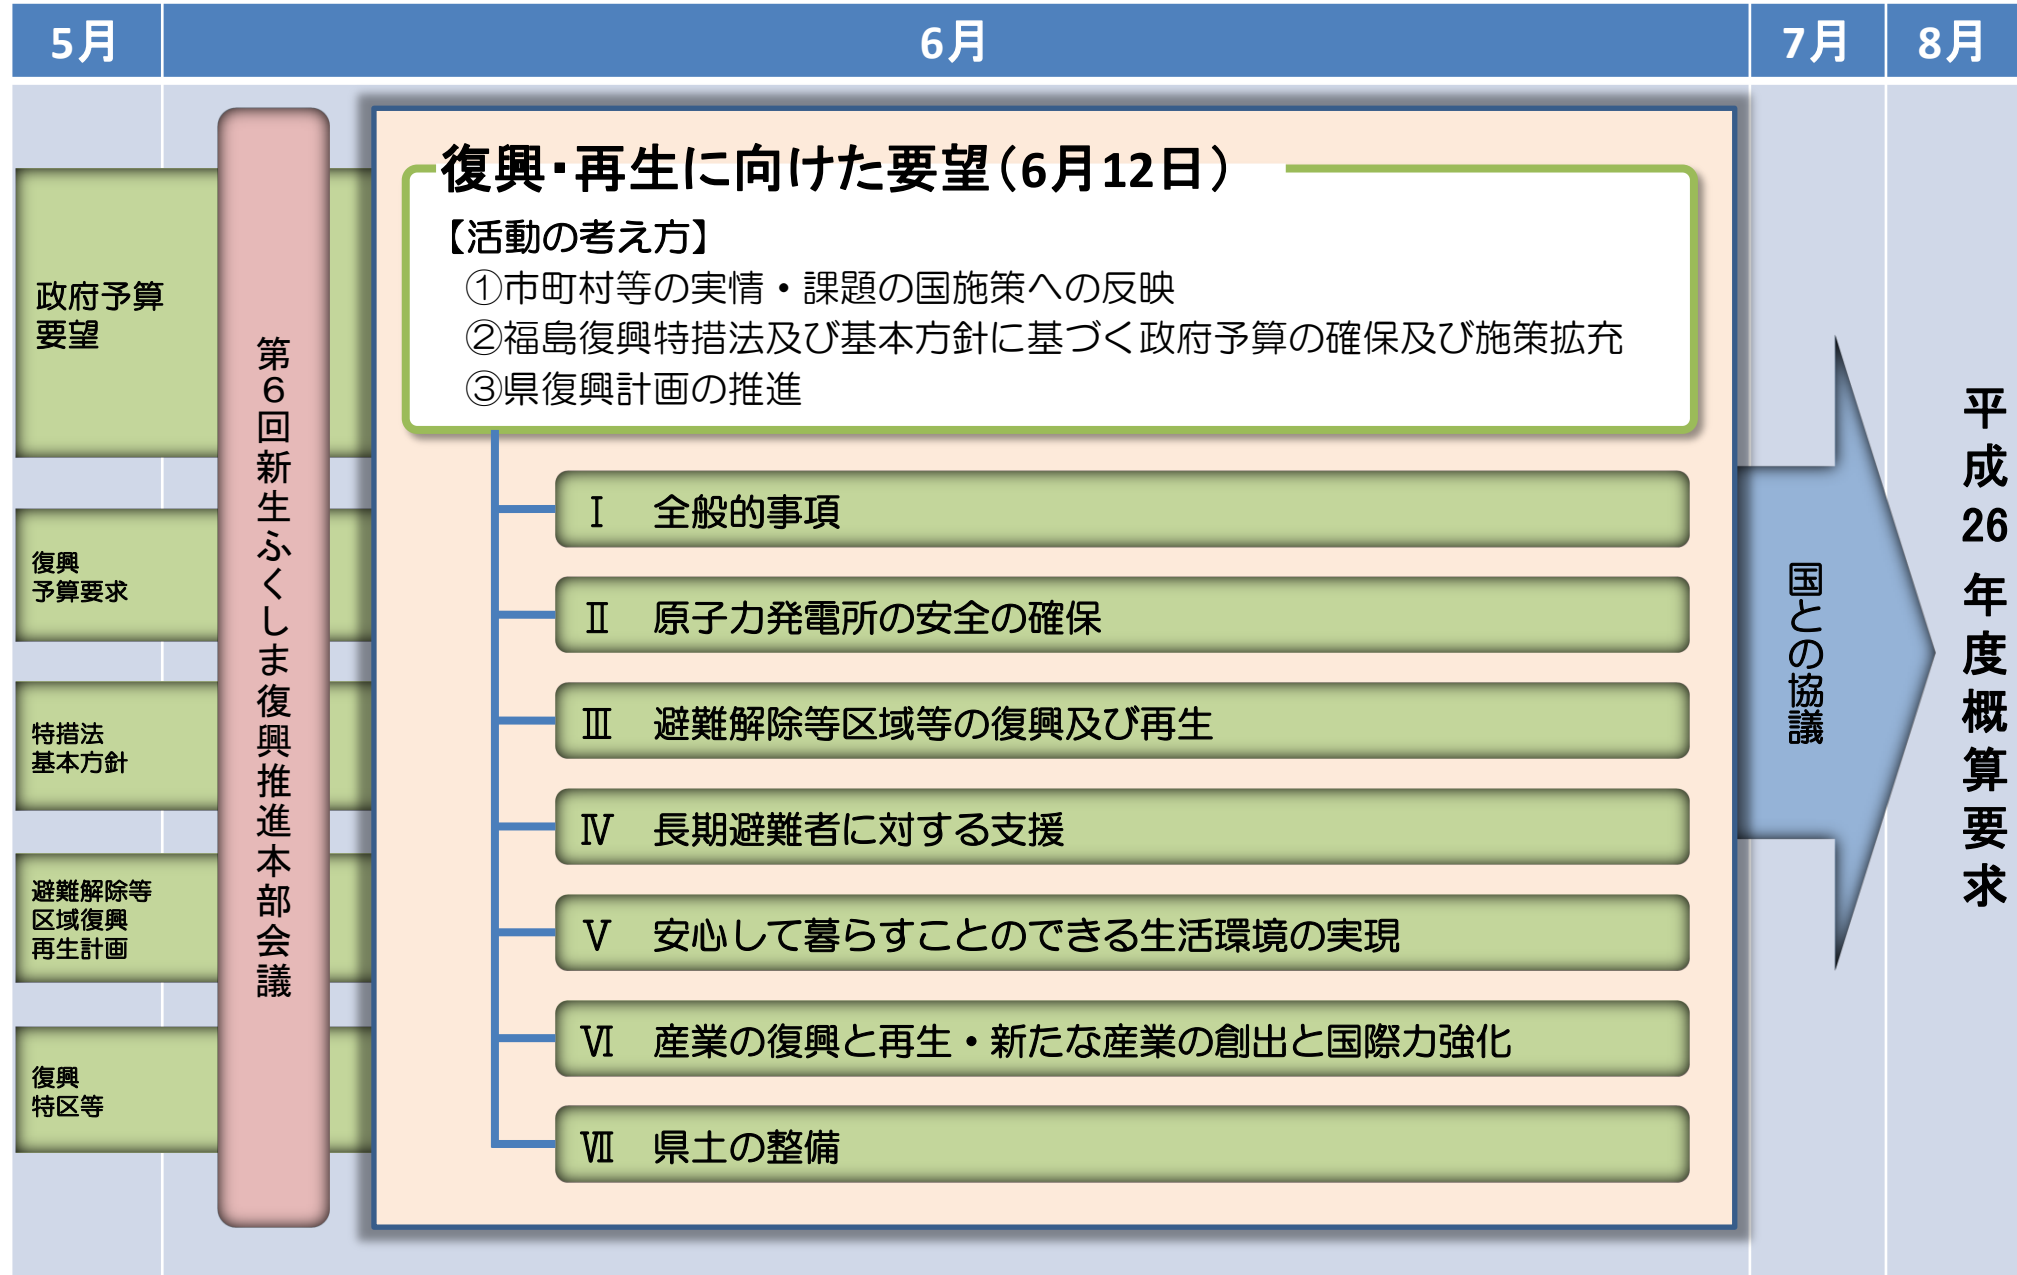 5月
6月
7月
8月
政府予算
要望
復興
予算要求
特措法
基本方針
避難解除等
区域復興
再生計画
復興
特区等
第6回新生ふくしま復興推進本部会議
復興・再生に向けた要望（6月12日）
【活動の考え方】
①市町村等の実情・課題の国施策への反映
②福島復興特措法及び基本方針に基づく政府予算の確保及び施策拡充
③県復興計画の推進
Ⅰ 全般的事項
Ⅱ 原子力発電所の安全の確保
Ⅲ 避難解除等区域等の復興及び再生
Ⅳ 長期避難者に対する支援
Ⅴ 安心して暮らすことのできる生活環境の実現
Ⅵ 産業の復興と再生・新たな産業の創出と国際力強化
Ⅶ 県土の整備
国との協議
平成26年度概算要求